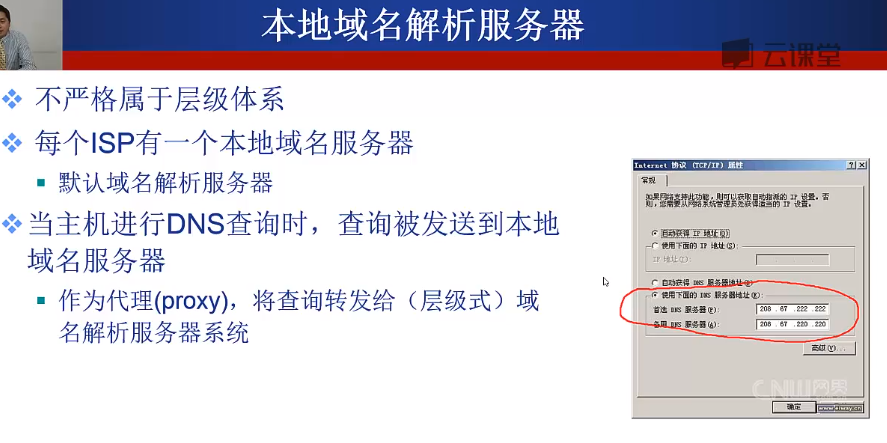 本地域名解析服务器
云课堂
不严格属于层级体系
每个ISP有一个本地域名服务器
默认域名解析服务器
当主机进行DNS查询时，查询被发送到本地
域名服务器
作为代理(proxy)，将查询转发给（层级式）域
名解析服务器系统
Internet 协议 (TCP/IP) 属性
常规
如果网络支持此功能，则可以获取自动指派的 IP 设置。否
则，您需要从网络系统管理员处获得适当的 IP 设置。
自动获得 IP 地址(O)
使用下面的 IP 地址(S):
IP 地址(I):
自动获得 DNS 服务器地址(B)
使用下面的 DNS 服务器地址(E):
首选 DNS 服务器(P): 208 .67 .222 .222
备用 DNS 服务器(A): 208 .67 .220 .220
高级(V)...
CNW网界
确定